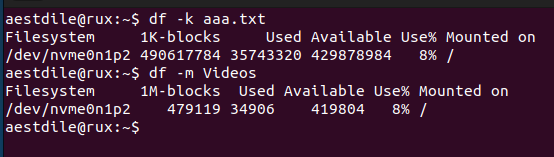 aestdile@rux:~$ df -k aaa.txt
Filesystem     1K-blocks     Used Available Use% Mounted on
/dev/nvme0n1p2 490617784 35743320 429878984   8% /
aestdile@rux:~$ df -m Videos
Filesystem     1M-blocks  Used Available Use% Mounted on
/dev/nvme0n1p2    479119 34906    419804   8% /
aestdile@rux:~$